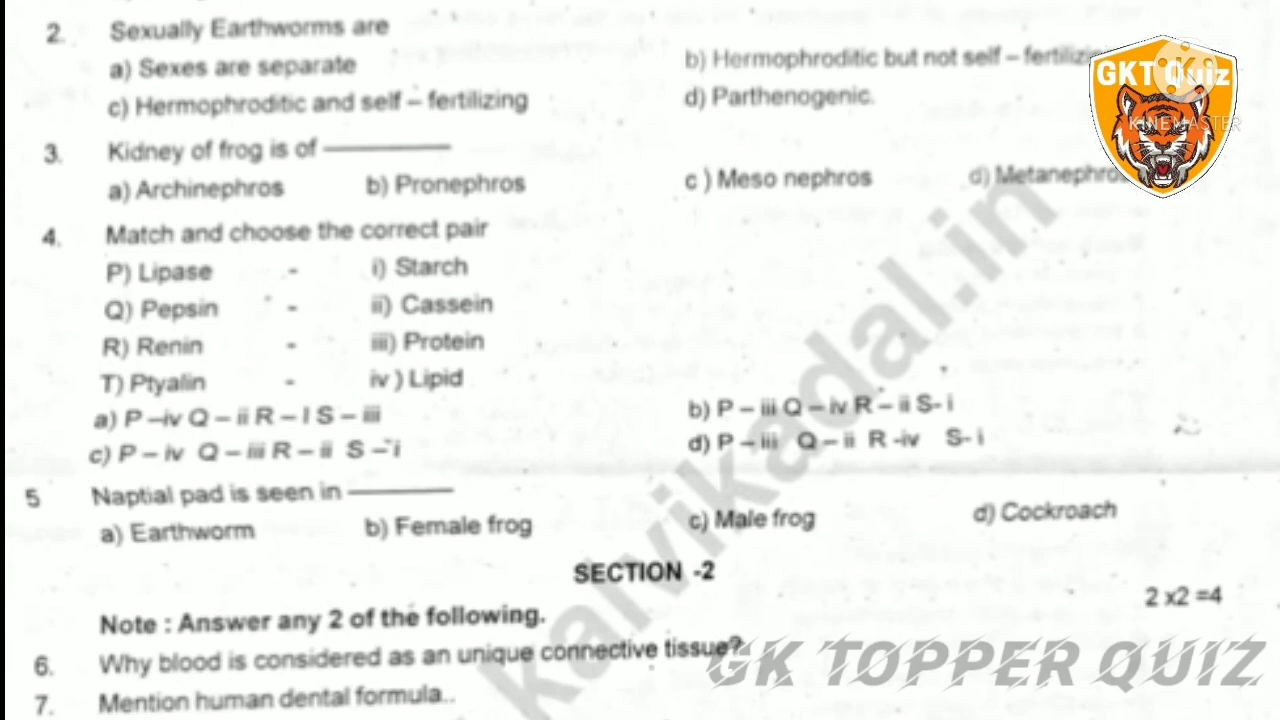 2. Sexually Earthworms are
a) Sexes are separate b) Hermophroditic but not self – fertilizi
c) Hermophroditic and self – fertilizing d) Parthenogenic.
3. Kidney of frog is of ————
a) Archinephros b) Pronephros c ) Meso nephros d) Metanephro
4. Match and choose the correct pair
P) Lipase - i) Starch
Q) Pepsin - ii) Cassein
R) Renin - iii) Protein
T) Ptyalin - iv ) Lipid
a) P –iv Q – ii R – I S – iii b) P – iii Q – iv R – ii S- i
c) P – iv Q – iii R – ii S – i d) P – iii Q – ii R -iv S- i
5 Naptial pad is seen in ————
a) Earthworm b) Female frog c) Male frog d) Cockroach
SECTION -2
Note : Answer any 2 of the following. 2 x2 =4
6. Why blood is considered as an unique connective tissue?
7. Mention human dental formula..
GKT Quiz
KINEMASTER
karvikadal.in
GK TOPPER QUIZ